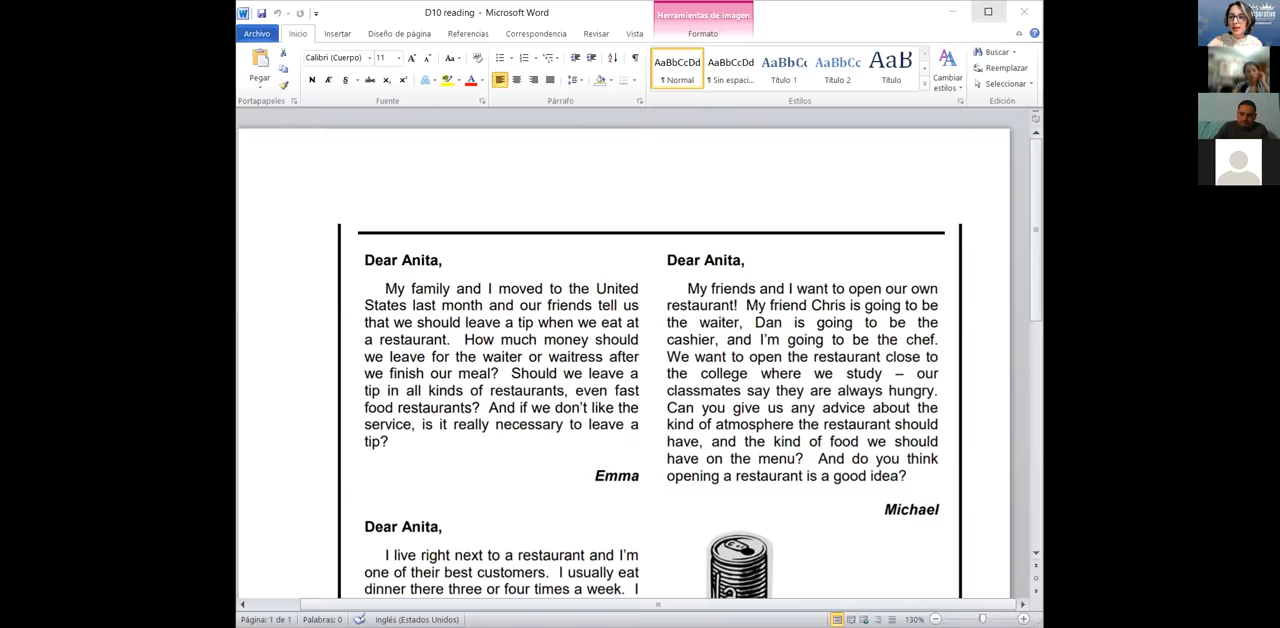 D10 reading - Microsoft Word
Herramientas de imagen
Archivo
Inicio
Insertar
Diseño de página
Referencias
Correspondencia
Revisar
Vista
Formato
Pegar
Portapapeles
Calibri (Cuerpo)
11
Fuente
Párrafo
AaBbCcDd
AaBbCcDd
AaBbCc
AaBbCc
AaB
¶ Normal
¶ Sin espaci...
Título 1
Título 2
Título
Estilos
Cambiar
estilos
Buscar
Reemplazar
Seleccionar
Edición
Dear Anita,
My family and I moved to the United
States last month and our friends tell us
that we should leave a tip when we eat at
a restaurant. How much money should
we leave for the waiter or waitress after
we finish our meal? Should we leave a
tip in all kinds of restaurants, even fast
food restaurants? And if we don't like the
service, is it really necessary to leave a
tip?
Emma
Dear Anita,
I live right next to a restaurant and I'm
one of their best customers. I usually eat
dinner there three or four times a week. I
Dear Anita,
My friends and I want to open our own
restaurant! My friend Chris is going to be
the waiter, Dan is going to be the
cashier, and I'm going to be the chef.
We want to open the restaurant close to
the college where we study – our
classmates say they are always hungry.
Can you give us any advice about the
kind of atmosphere the restaurant should
have, and the kind of food we should
have on the menu? And do you think
opening a restaurant is a good idea?
Michael
Página: 1 de 1
Palabras: 0
Inglés (Estados Unidos)
130%